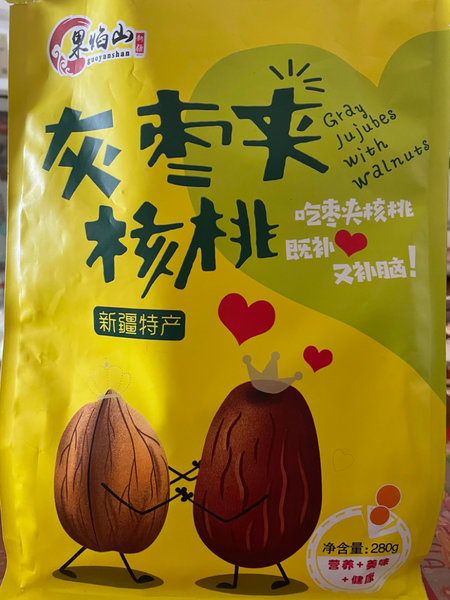 果焰山
guoyanshan
灰枣夹
核桃
Gray
Jujubes
with
walnuts
吃枣夹核桃
既补
又补脑!
新疆特产
净含量:280g
营养+美味
+健康